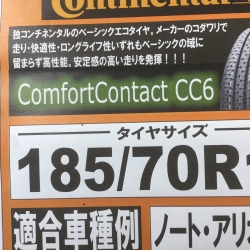 Continental
独コンチネンタルのベーシックエコタイヤ。メーカーのコダワリで
走り・快適性・ロングライフ性いずれもベーシックの域に
留まらず高性能。安定感の高い走りを発揮！！！
ComfortContact CC6
タイヤサイズ
185/70R1
適合車種例
ノート・アリ